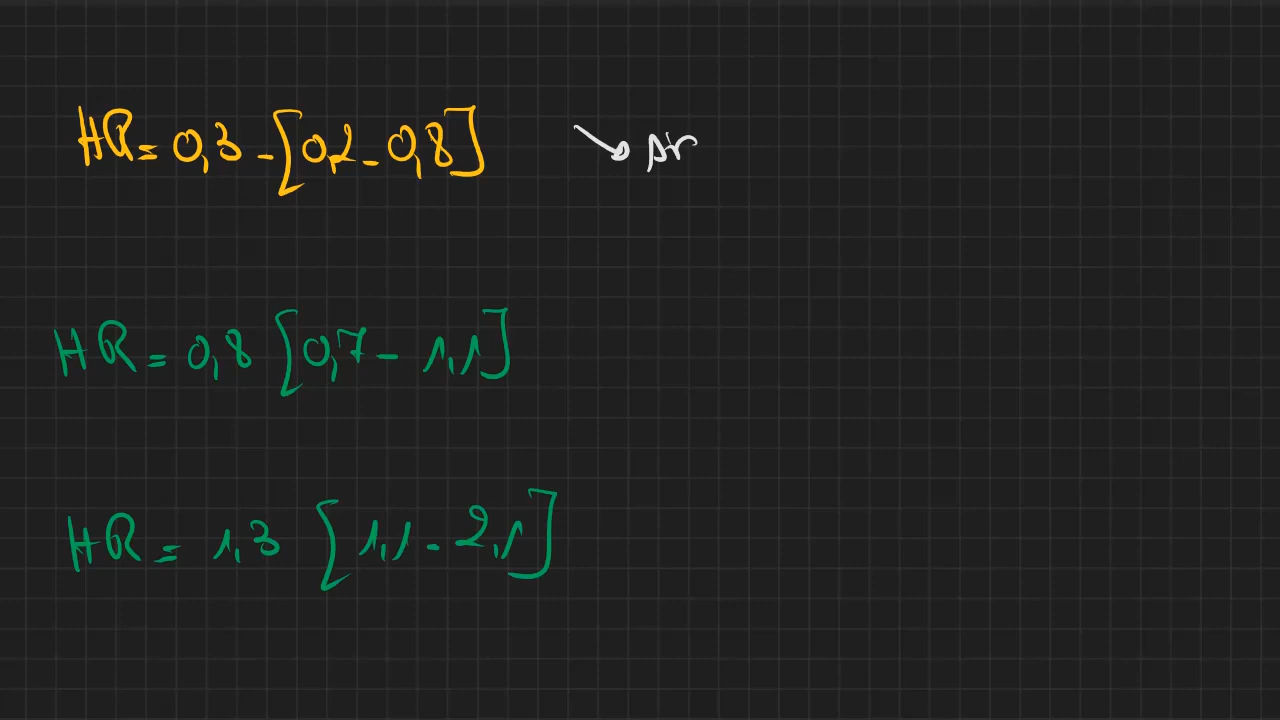 HR = 0,3 - [0,2 - 0,8]
HR = 0,8 [0,7 - 1,1]
HR = 1,3 [1,1 - 2,1]